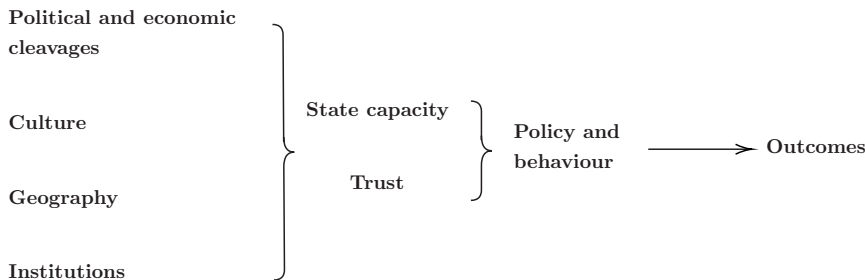 Political and economic
cleavages
Culture
Geography
Institutions
State capacity
Trust
Policy and
behaviour
Outcomes